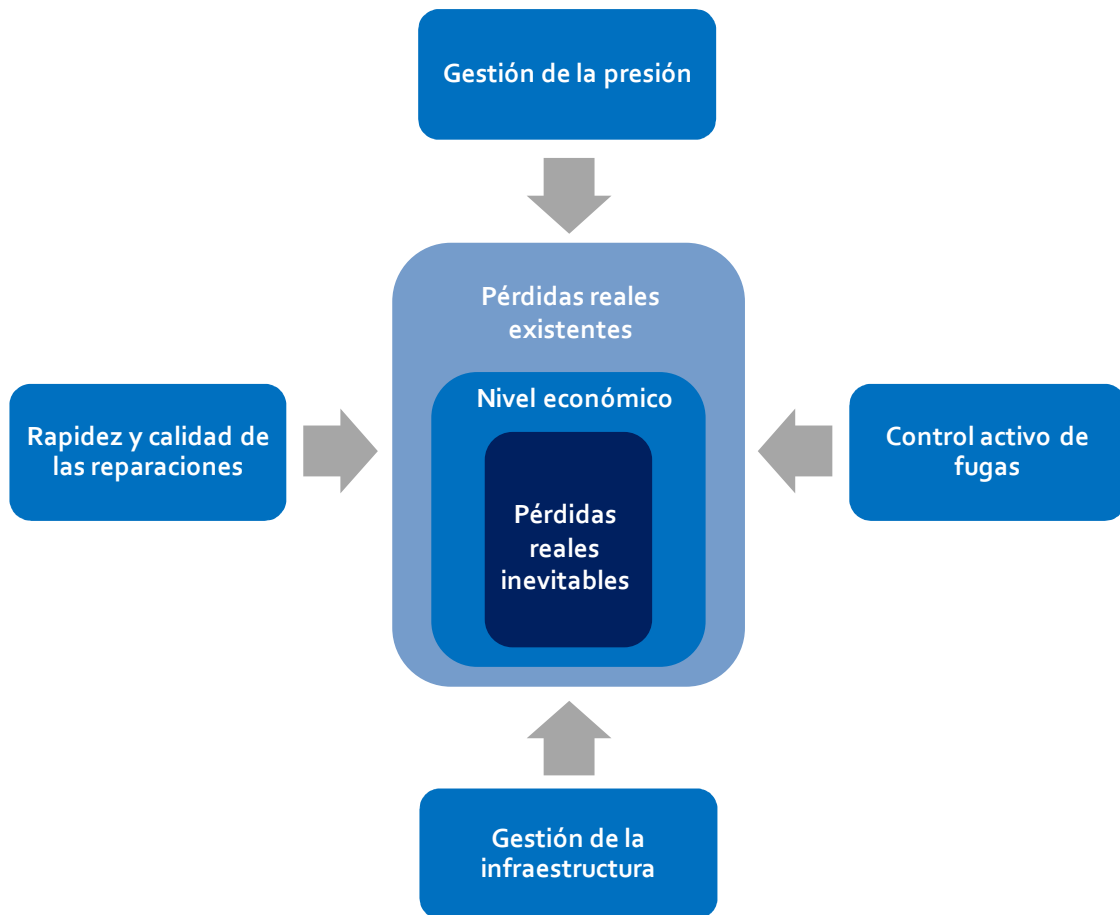 Gestión de la presión
Pérdidas reales
existentes
Nivel económico
Rapidez y calidad de
las reparaciones
Control activo de
fugas
Pérdidas
reales
inevitables
Gestión de la
infraestructura